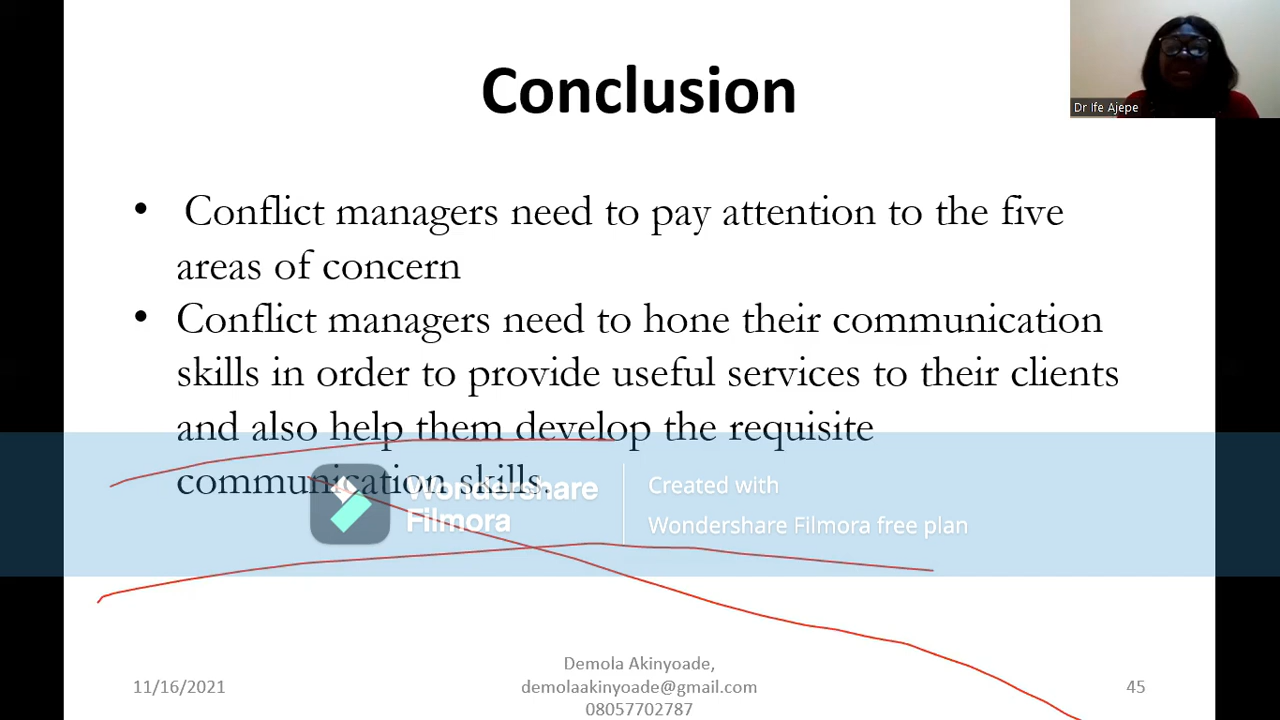 Conclusion
Dr Ife Ajepe
• Conflict managers need to pay attention to the five
areas of concern
• Conflict managers need to hone their communication
skills in order to provide useful services to their clients
and also help them develop the requisite
communication skills.
Wondershare
Filmora
Created with
Wondershare Filmora free plan
11/16/2021
Demola Akinyoade,
demolaakinyoade@gmail.com
08057702787
45